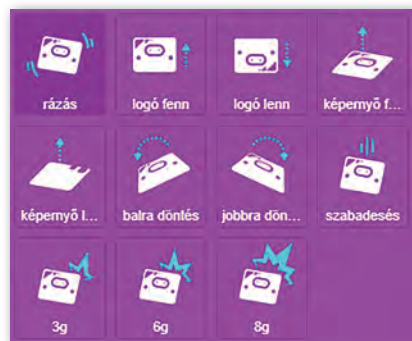 rázás
logó fenn
logó lenn
képernyő f...
képernyő l...
balra döntés
jobbra dön...
szabadesés
3g
6g
8g